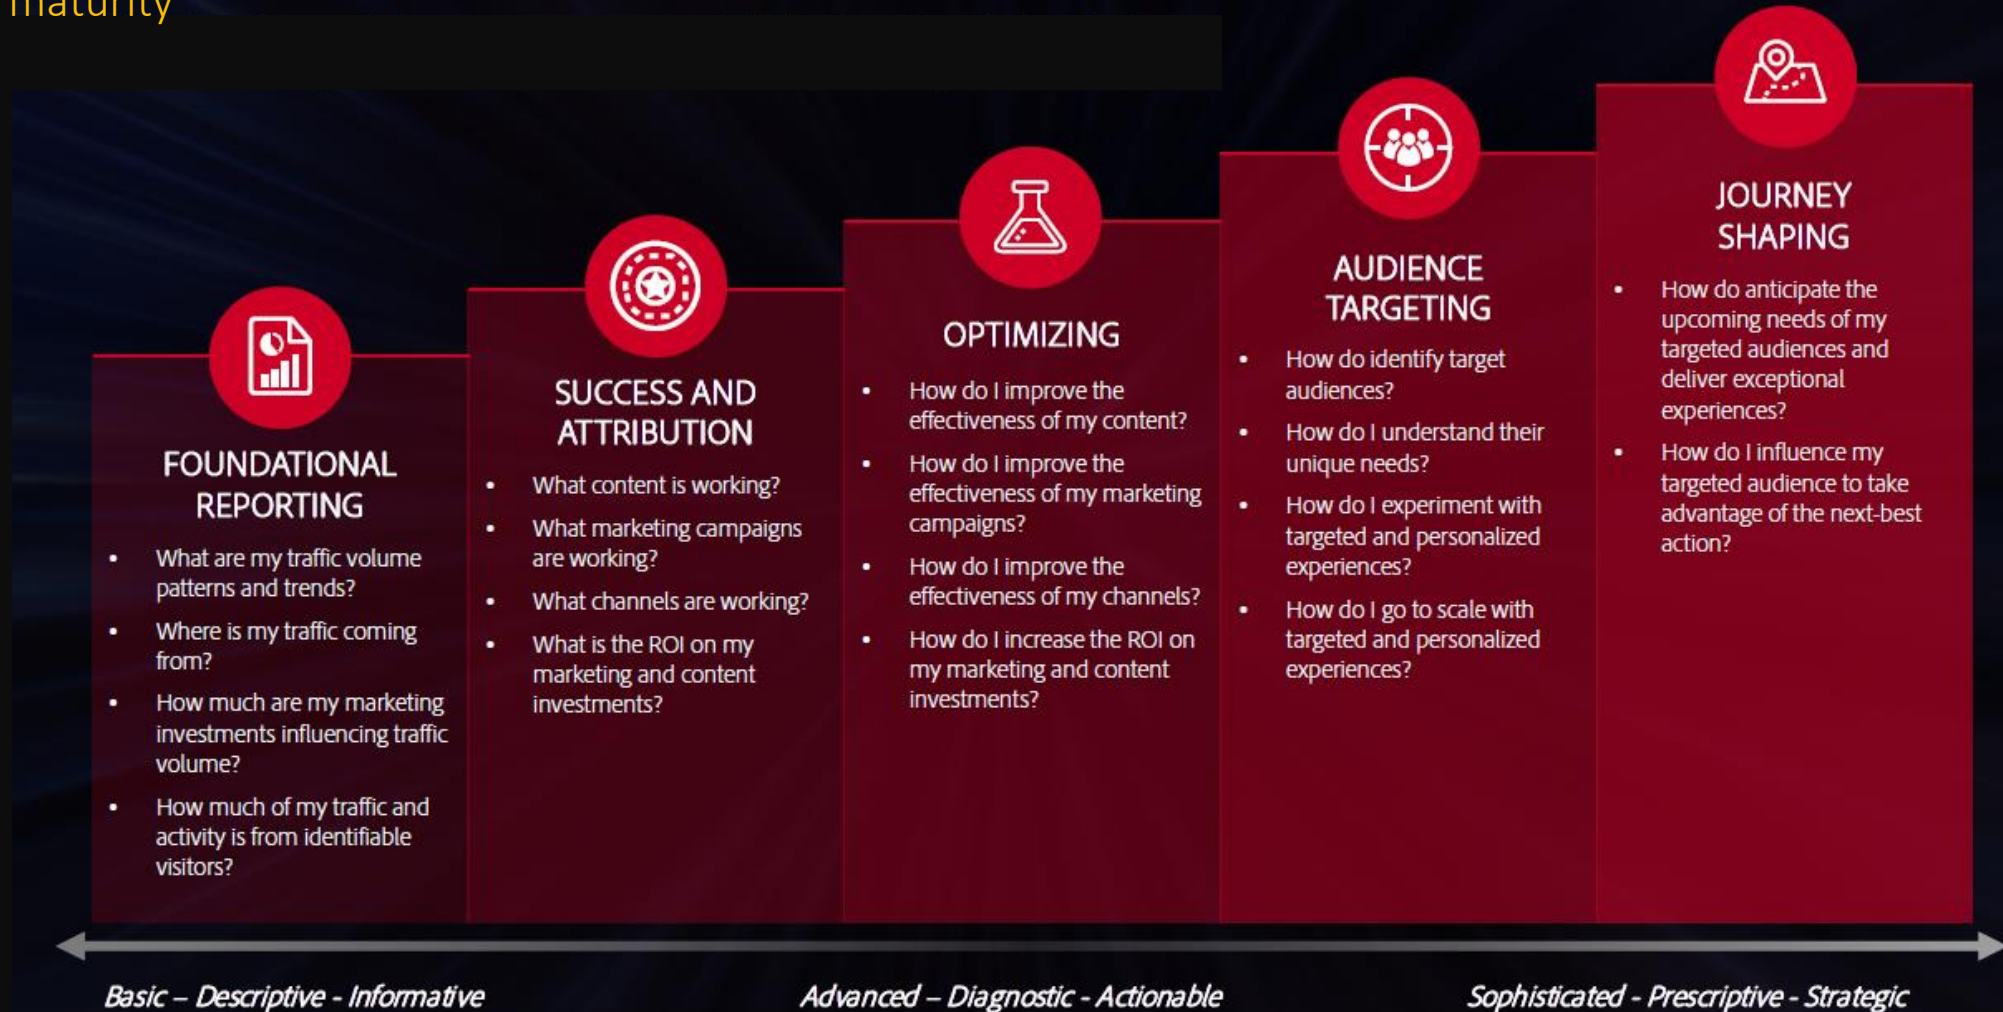 maturity
FOUNDATIONAL
REPORTING
• What are my traffic volume
patterns and trends?
• Where is my traffic coming
from?
• How much are my marketing
investments influencing traffic
volume?
• How much of my traffic and
activity is from identifiable
visitors?
SUCCESS AND
ATTRIBUTION
• What content is working?
• What marketing campaigns
are working?
• What channels are working?
• What is the ROI on my
marketing and content
investments?
OPTIMIZING
• How do I improve the
effectiveness of my content?
• How do I improve the
effectiveness of my marketing
campaigns?
• How do I improve the
effectiveness of my channels?
• How do I increase the ROI on
my marketing and content
investments?
AUDIENCE
TARGETING
• How do identify target
audiences?
• How do I understand their
unique needs?
• How do I experiment with
targeted and personalized
experiences?
• How do I go to scale with
targeted and personalized
experiences?
JOURNEY
SHAPING
• How do anticipate the
upcoming needs of my
targeted audiences and
deliver exceptional
experiences?
• How do I influence my
targeted audience to take
advantage of the next-best
action?
Basic – Descriptive - Informative
Advanced – Diagnostic - Actionable
Sophisticated - Prescriptive - Strategic